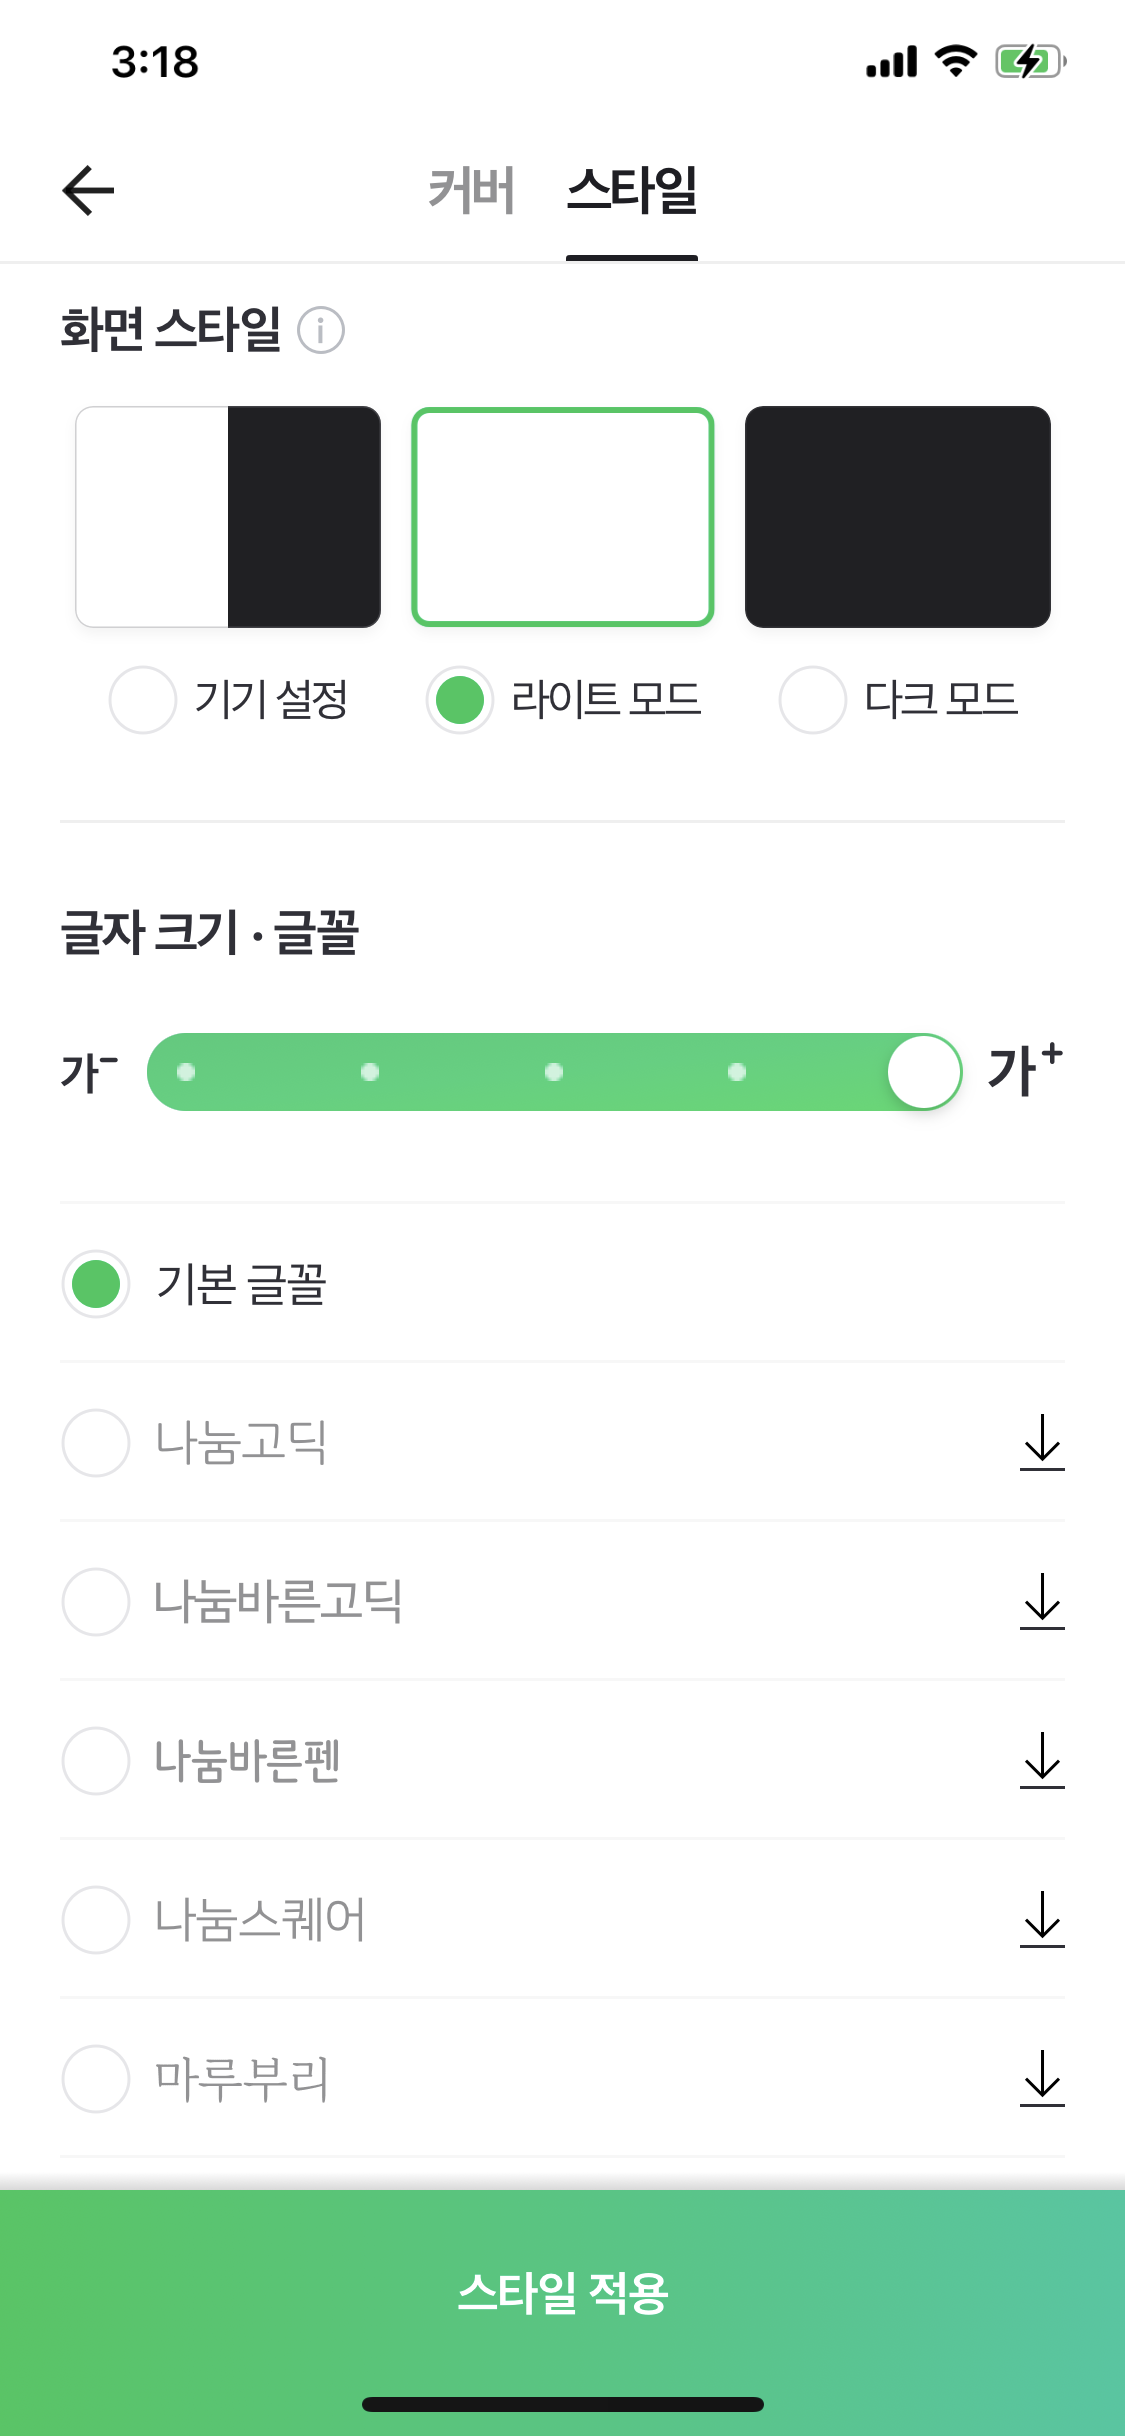 3:18
커버 스타일
화면 스타일
기기 설정 라이트 모드 다크 모드
글자 크기 · 글꼴
가- 가+
기본 글꼴
나눔고딕
나눔바른고딕
나눔바른펜
나눔스퀘어
마루부리
스타일 적용